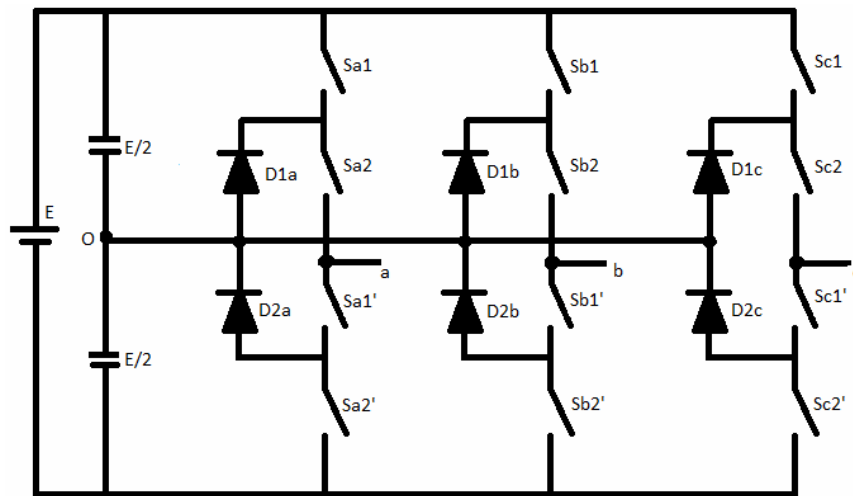 Sa1
Sb1
Sc1
E/2
D1a
Sa2
D1b
Sb2
D1c
Sc2
E
O
a
b
D2a
Sa1'
D2b
Sb1'
D2c
Sc1'
E/2
Sa2'
Sb2'
Sc2'